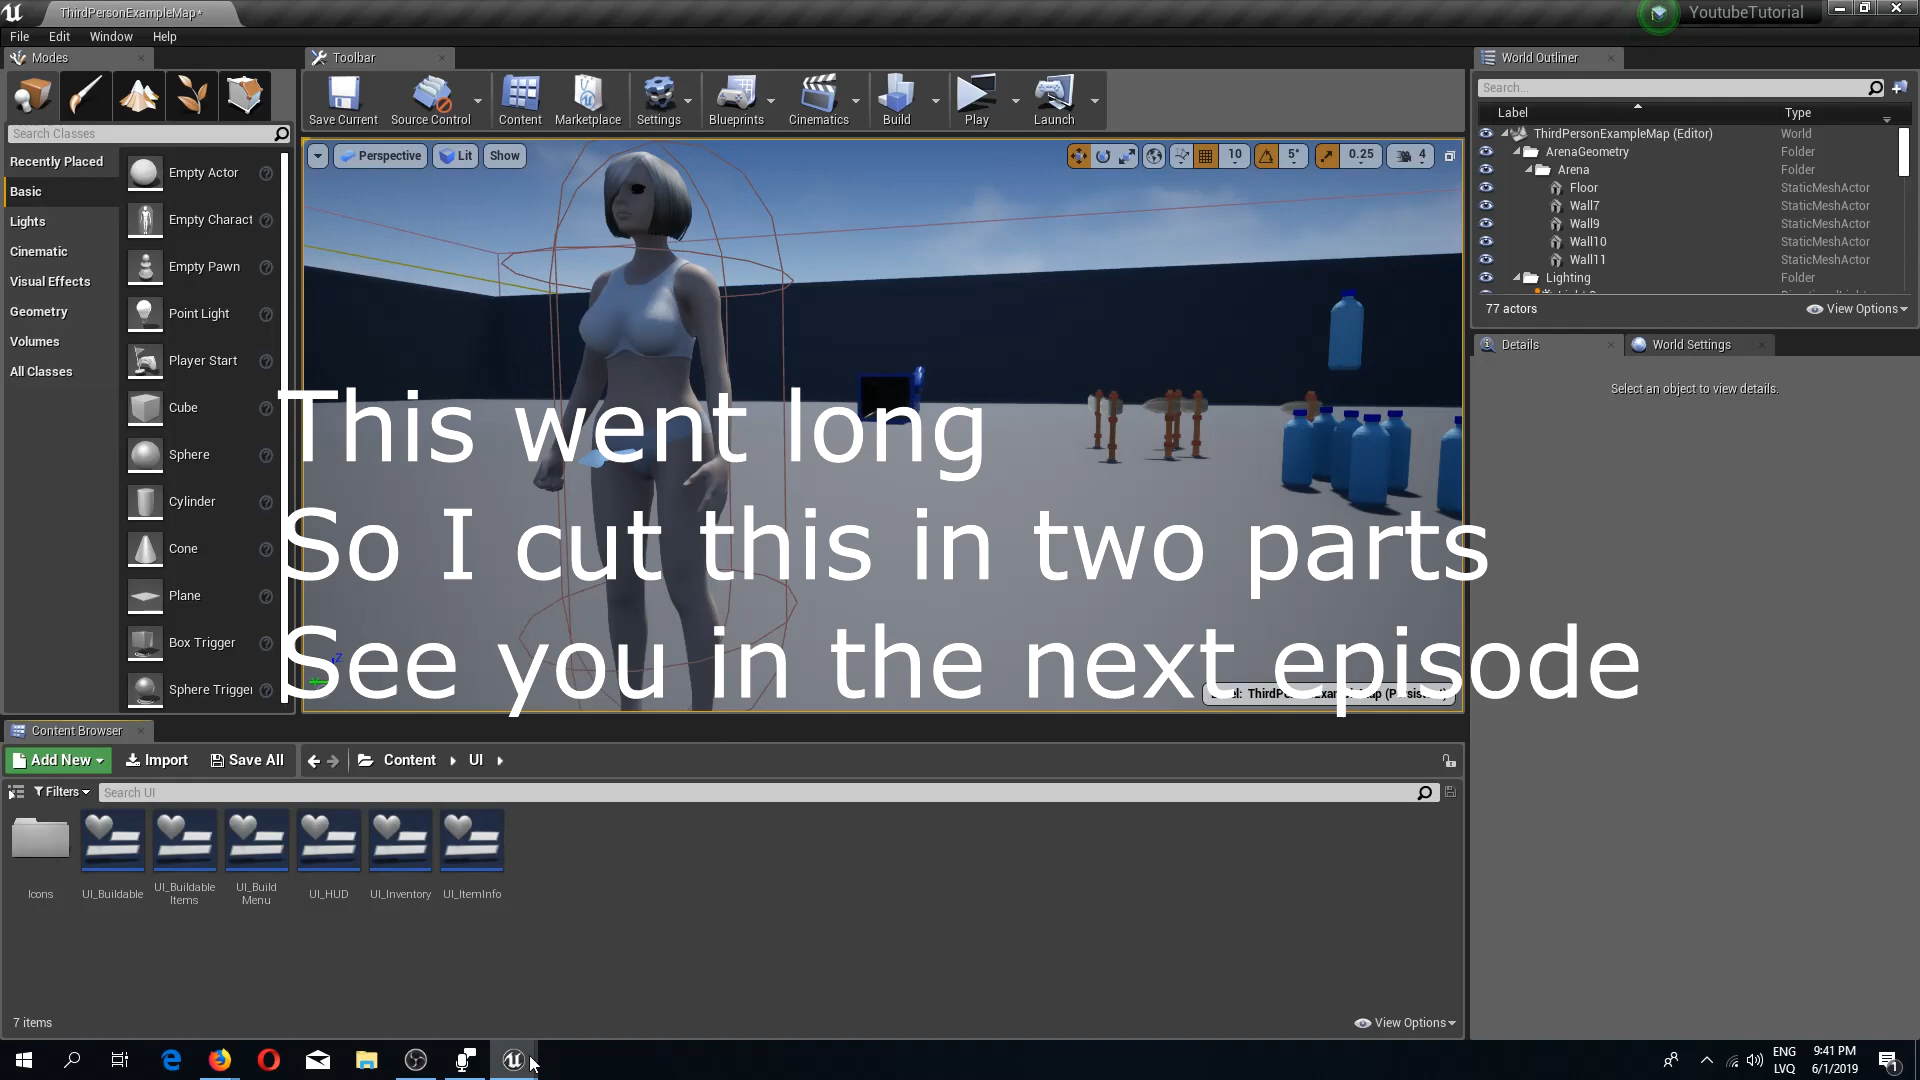 ThirdPersonExampleMap*
YoutubeTutorial
File Edit Window Help
Modes
Toolbar
World Outliner
Save Current
Source Control
Content
Marketplace
Settings
Blueprints
Cinematics
Build
Play
Launch
Search Classes
Search...
Label Type
Recently Placed
Basic
Lights
Cinematic
Visual Effects
Geometry
Volumes
All Classes
Empty Actor
Empty Charact
Empty Pawn
Point Light
Player Start
Cube
Sphere
Cylinder
Cone
Plane
Box Trigger
Sphere Trigger
Perspective Lit Show
10 5° 0.25 4
ThirdPersonExampleMap (Editor) World
ArenaGeometry Folder
Arena Folder
Floor StaticMeshActor
Wall7 StaticMeshActor
Wall9 StaticMeshActor
Wall10 StaticMeshActor
Wall11 StaticMeshActor
Lighting Folder
77 actors View Options
Details
World Settings
Select an object to view details.
This went long
So I cut this in two parts
See you in the next episode
Content Browser
Add New Import Save All Content UI
Filters Search UI
Icons
UI_Buildable
UI_Buildable
Items
UI_Build
Menu
UI_HUD
UI_Inventory
UI_ItemInfo
7 items View Options
ENG
LVQ
9:41 PM
6/1/2019
1